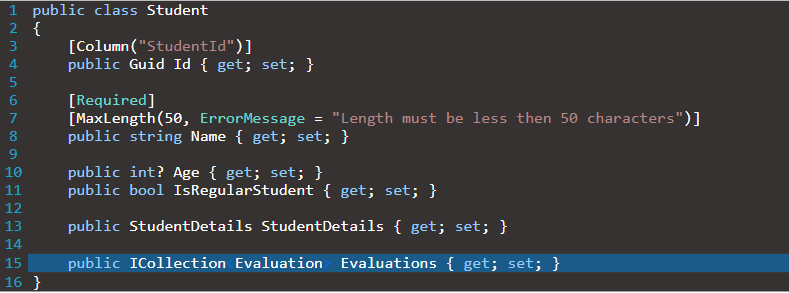 1 public class Student
2 {
3     [Column("StudentId")]
4     public Guid Id { get; set; }
5
6     [Required]
7     [MaxLength(50, ErrorMessage = "Length must be less then 50 characters")]
8     public string Name { get; set; }
9
10     public int? Age { get; set; }
11     public bool IsRegularStudent { get; set; }
12
13     public StudentDetails StudentDetails { get; set; }
14
15     public ICollection<Evaluation> Evaluations { get; set; }
16 }